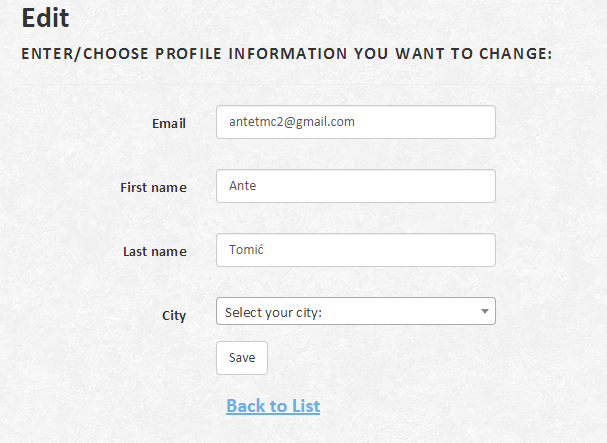 Edit
ENTER/CHOOSE PROFILE INFORMATION YOU WANT TO CHANGE:
Email antetmc2@gmail.com
First name Ante
Last name Tomić
City Select your city:
Save
Back to List